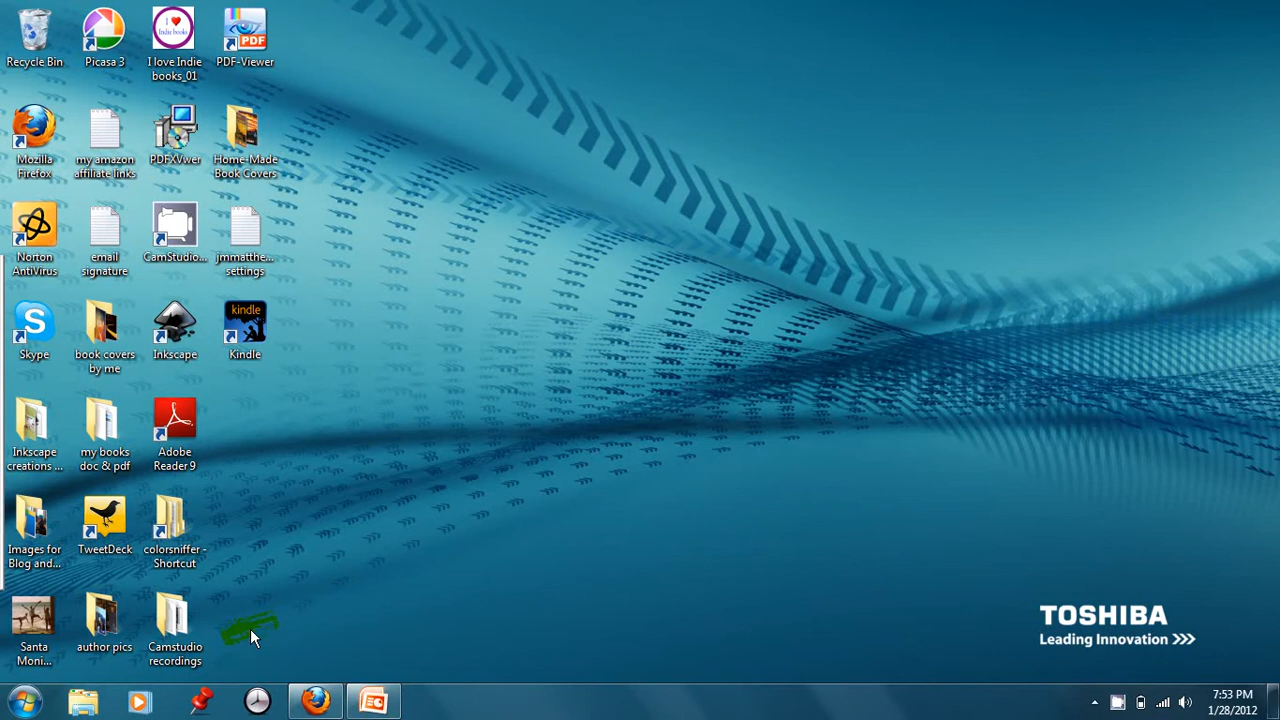 Recycle Bin
Picasa 3
I love Indie
books_01
PDF-Viewer
I
Indie books
PDF
Mozilla
Firefox
my amazon
affiliate links
PDFXVwer
Home-Made
Book Covers
Norton
AntiVirus
email
signature
CamStudio...
jmmatthe...
settings
kindle
Skype
book covers
by me
Inkscape
Kindle
Inkscape
creations ...
my books
doc & pdf
Adobe
Reader 9
Images for
Blog and...
TweetDeck
colorsniffer -
Shortcut
Santa
Moni...
author pics
Camstudio
recordings
TOSHIBA
Leading Innovation >>>
7:53 PM
1/28/2012